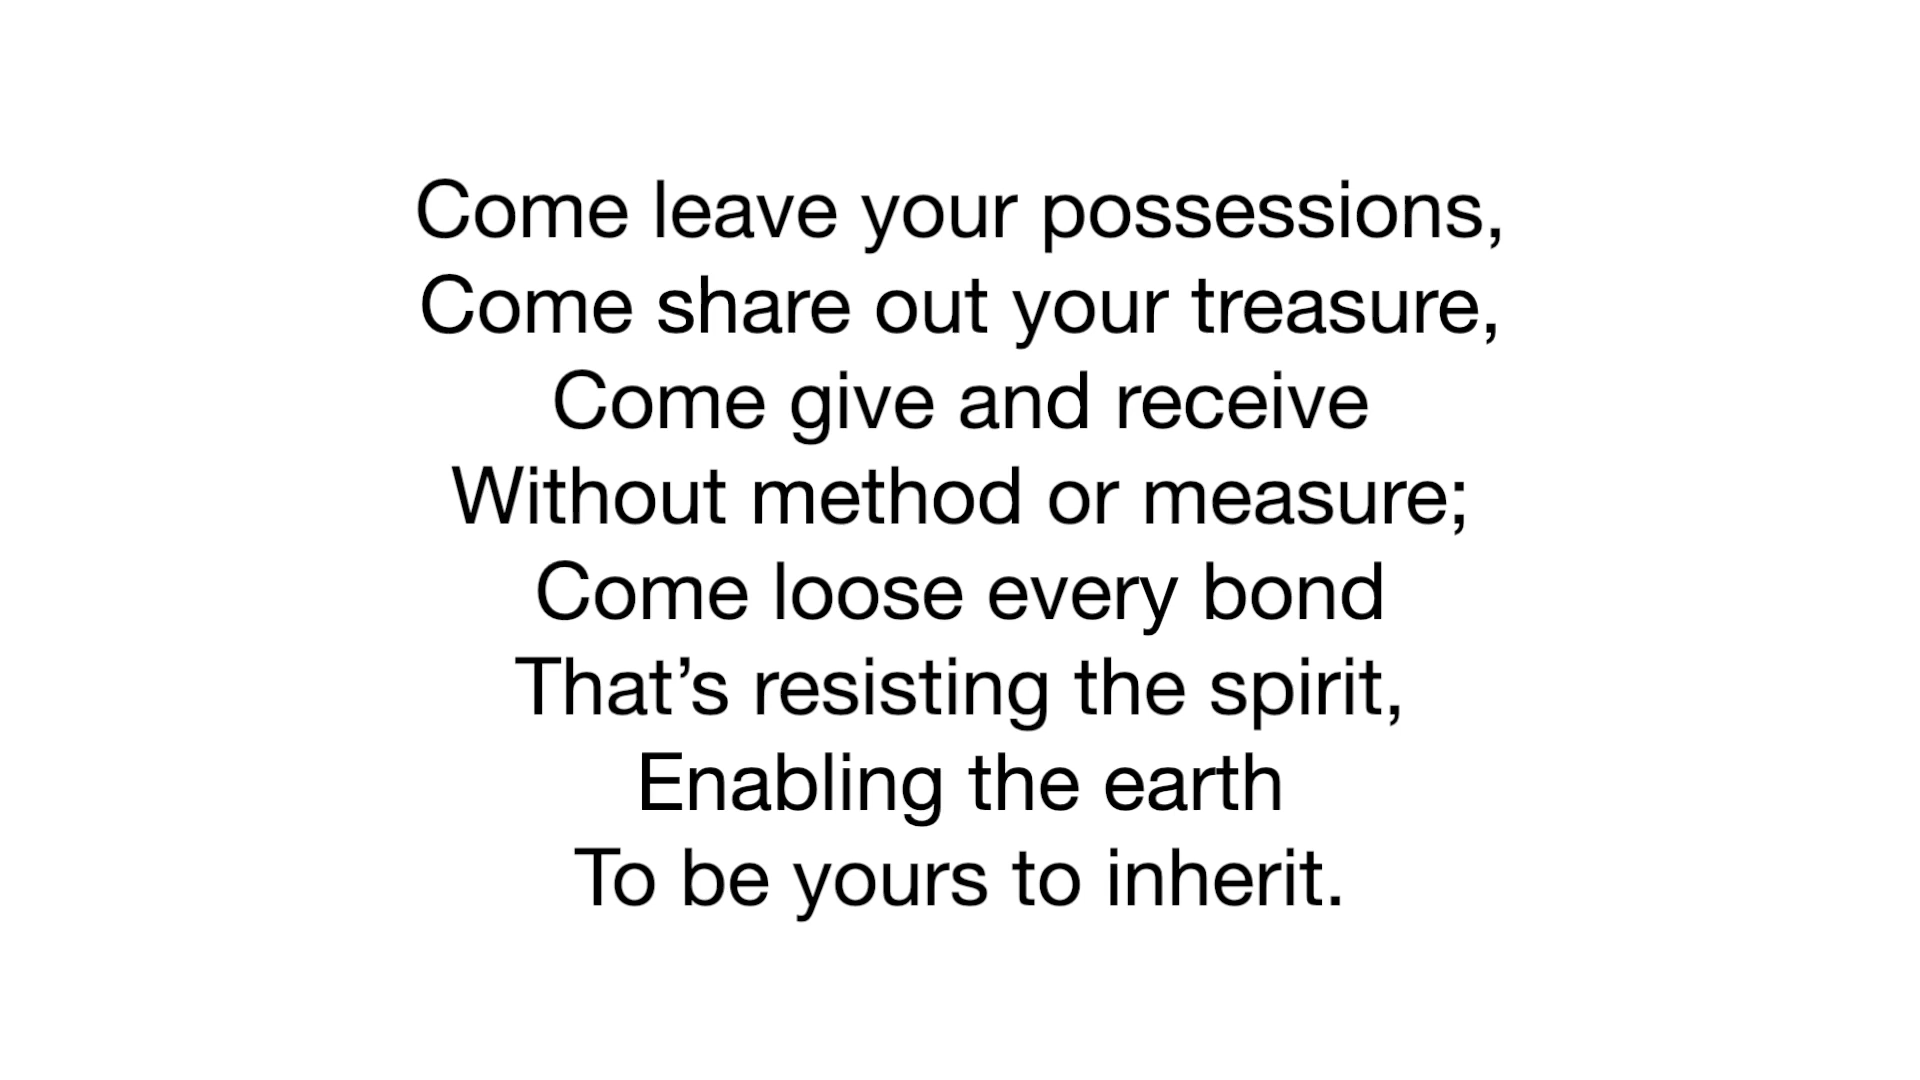 Come leave your possessions,
Come share out your treasure,
Come give and receive
Without method or measure;
Come loose every bond
That’s resisting the spirit,
Enabling the earth
To be yours to inherit.